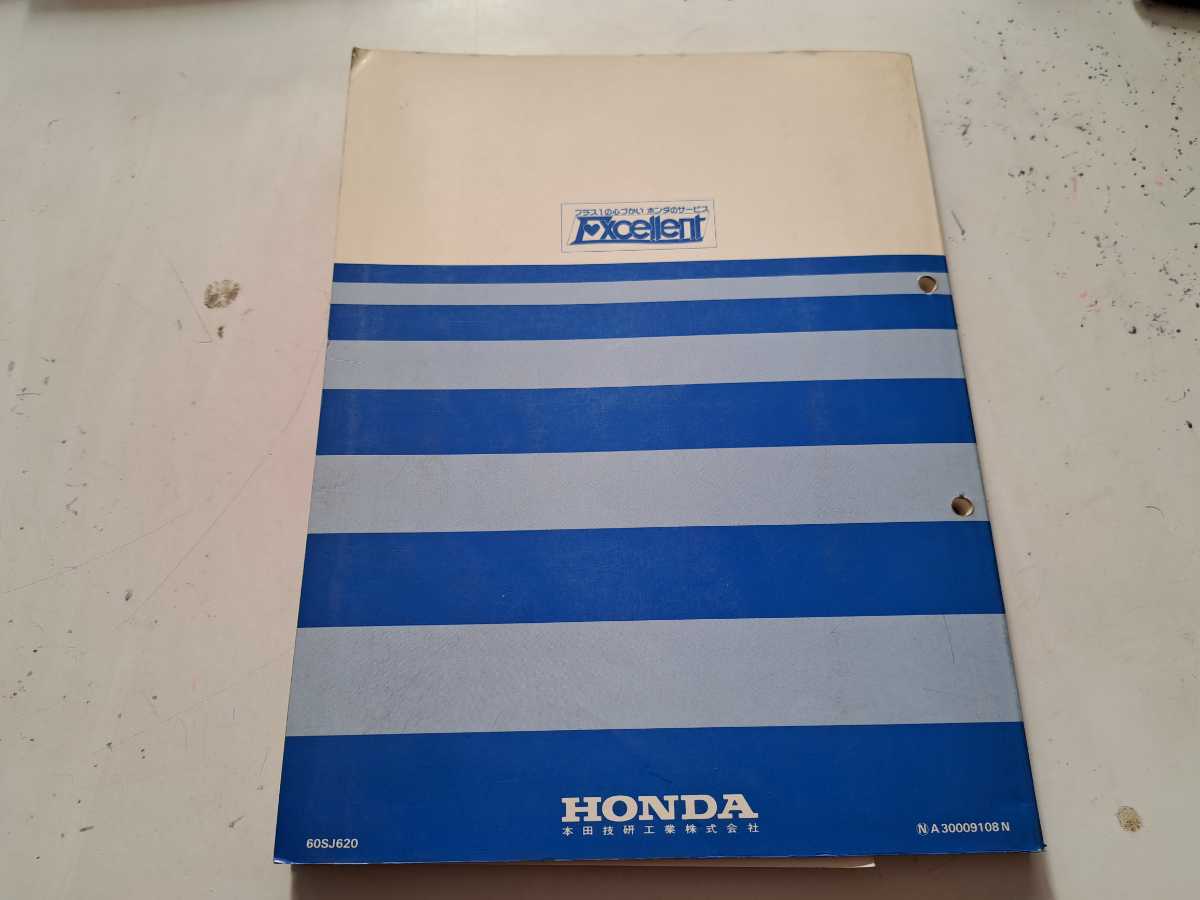 プラス1の心づかい ホンダのサービス
Excellent
HONDA
本田技研工業株式会社
60SJ620
Ⓝ A30009108N